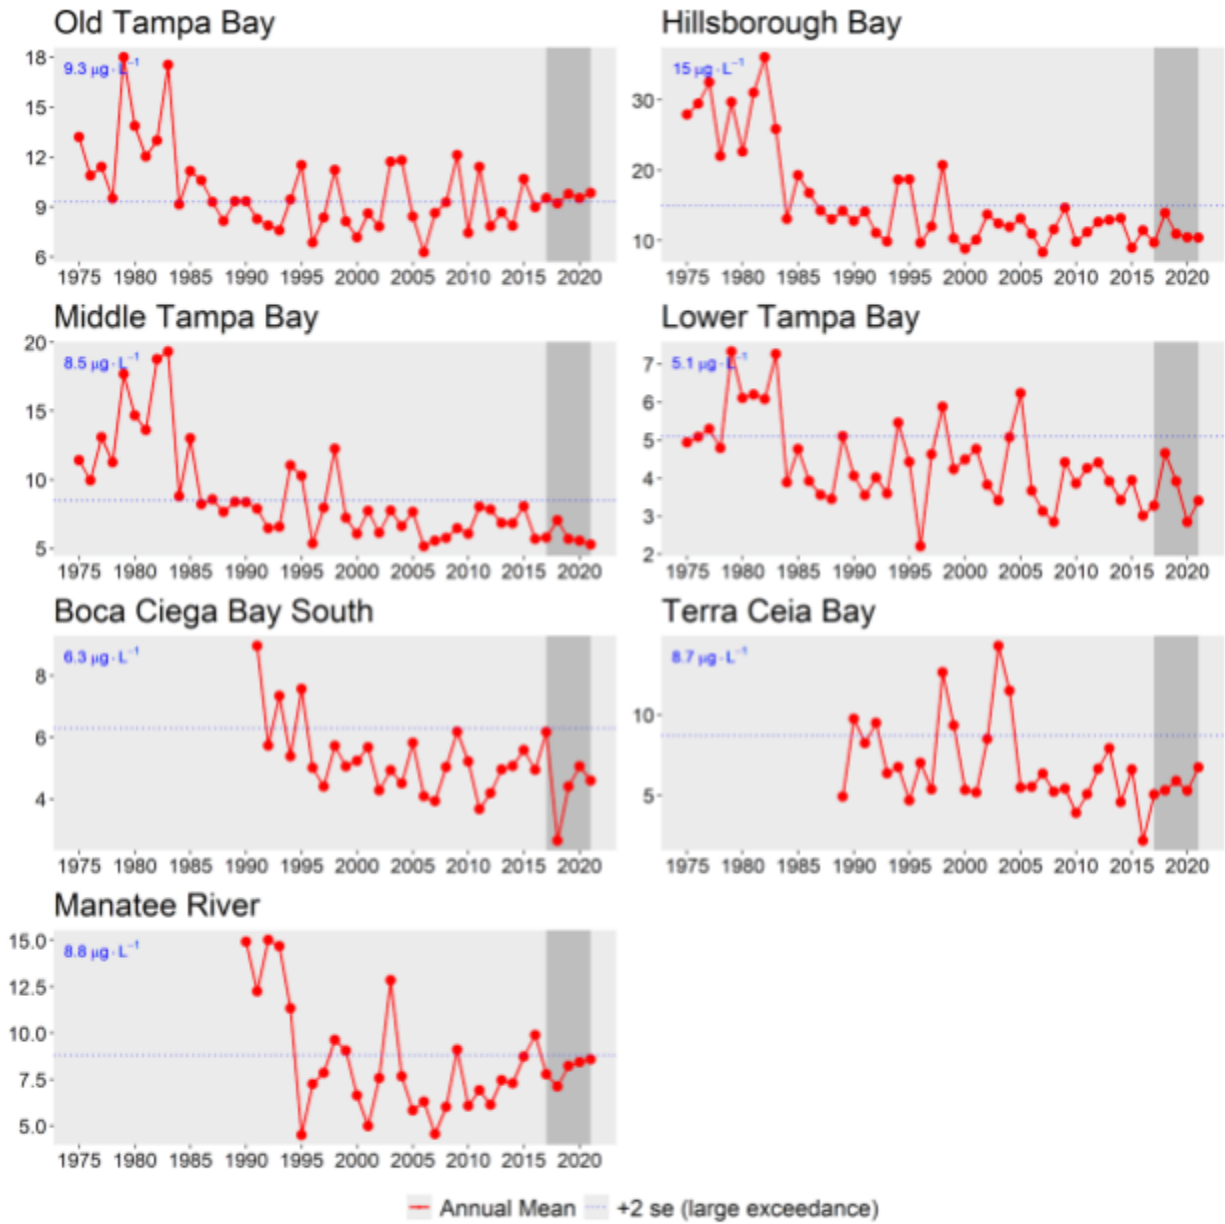 Old Tampa Bay
9.3 µg·L⁻¹
18
15
12
9
6
1975 1980 1985 1990 1995 2000 2005 2010 2015 2020
Hillsborough Bay
15 µg·L⁻¹
30
20
10
1975 1980 1985 1990 1995 2000 2005 2010 2015 2020
Middle Tampa Bay
8.5 µg·L⁻¹
20
15
10
5
1975 1980 1985 1990 1995 2000 2005 2010 2015 2020
Lower Tampa Bay
5.1 µg·L⁻¹
7
6
5
4
3
2
1975 1980 1985 1990 1995 2000 2005 2010 2015 2020
Boca Ciega Bay South
6.3 µg·L⁻¹
8
6
4
1975 1980 1985 1990 1995 2000 2005 2010 2015 2020
Terra Ceia Bay
8.7 µg·L⁻¹
10
5
1975 1980 1985 1990 1995 2000 2005 2010 2015 2020
Manatee River
8.8 µg·L⁻¹
15.0
12.5
10.0
7.5
5.0
1975 1980 1985 1990 1995 2000 2005 2010 2015 2020
Annual Mean +2 se (large exceedance)